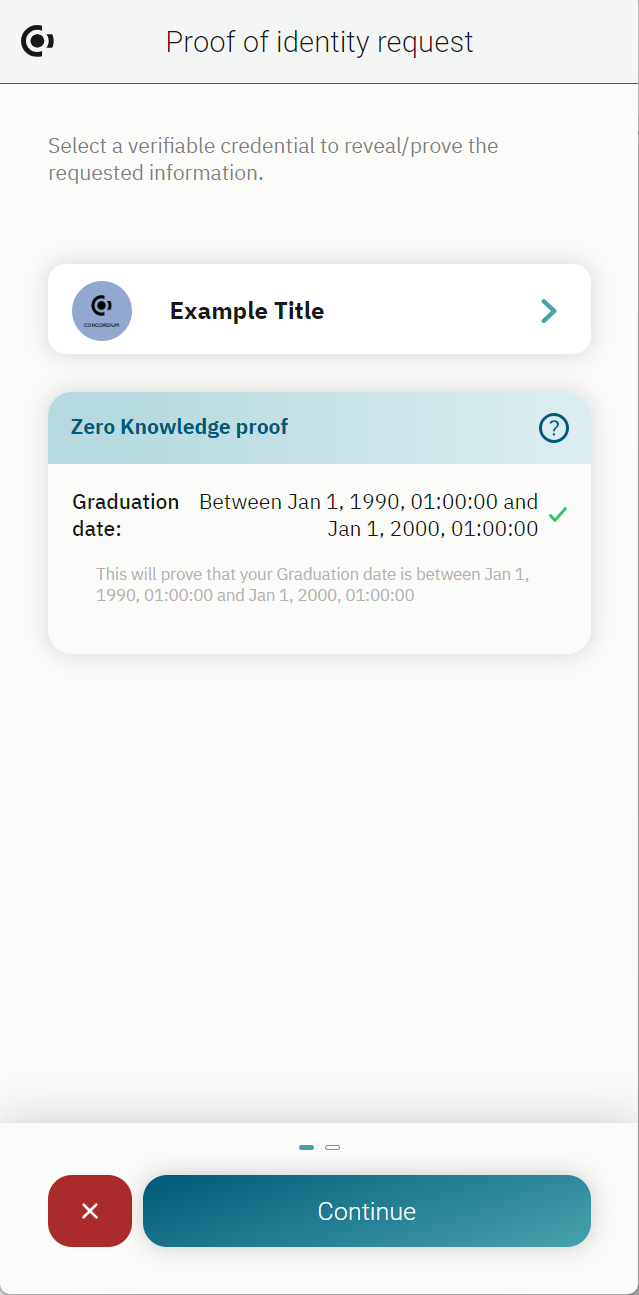 Proof of identity request
Select a verifiable credential to reveal/prove the
requested information.
CONCORDIUM
Example Title
Zero Knowledge proof
?
Graduation
date:
Between Jan 1, 1990, 01:00:00 and
Jan 1, 2000, 01:00:00
This will prove that your Graduation date is between Jan 1,
1990, 01:00:00 and Jan 1, 2000, 01:00:00
Continue